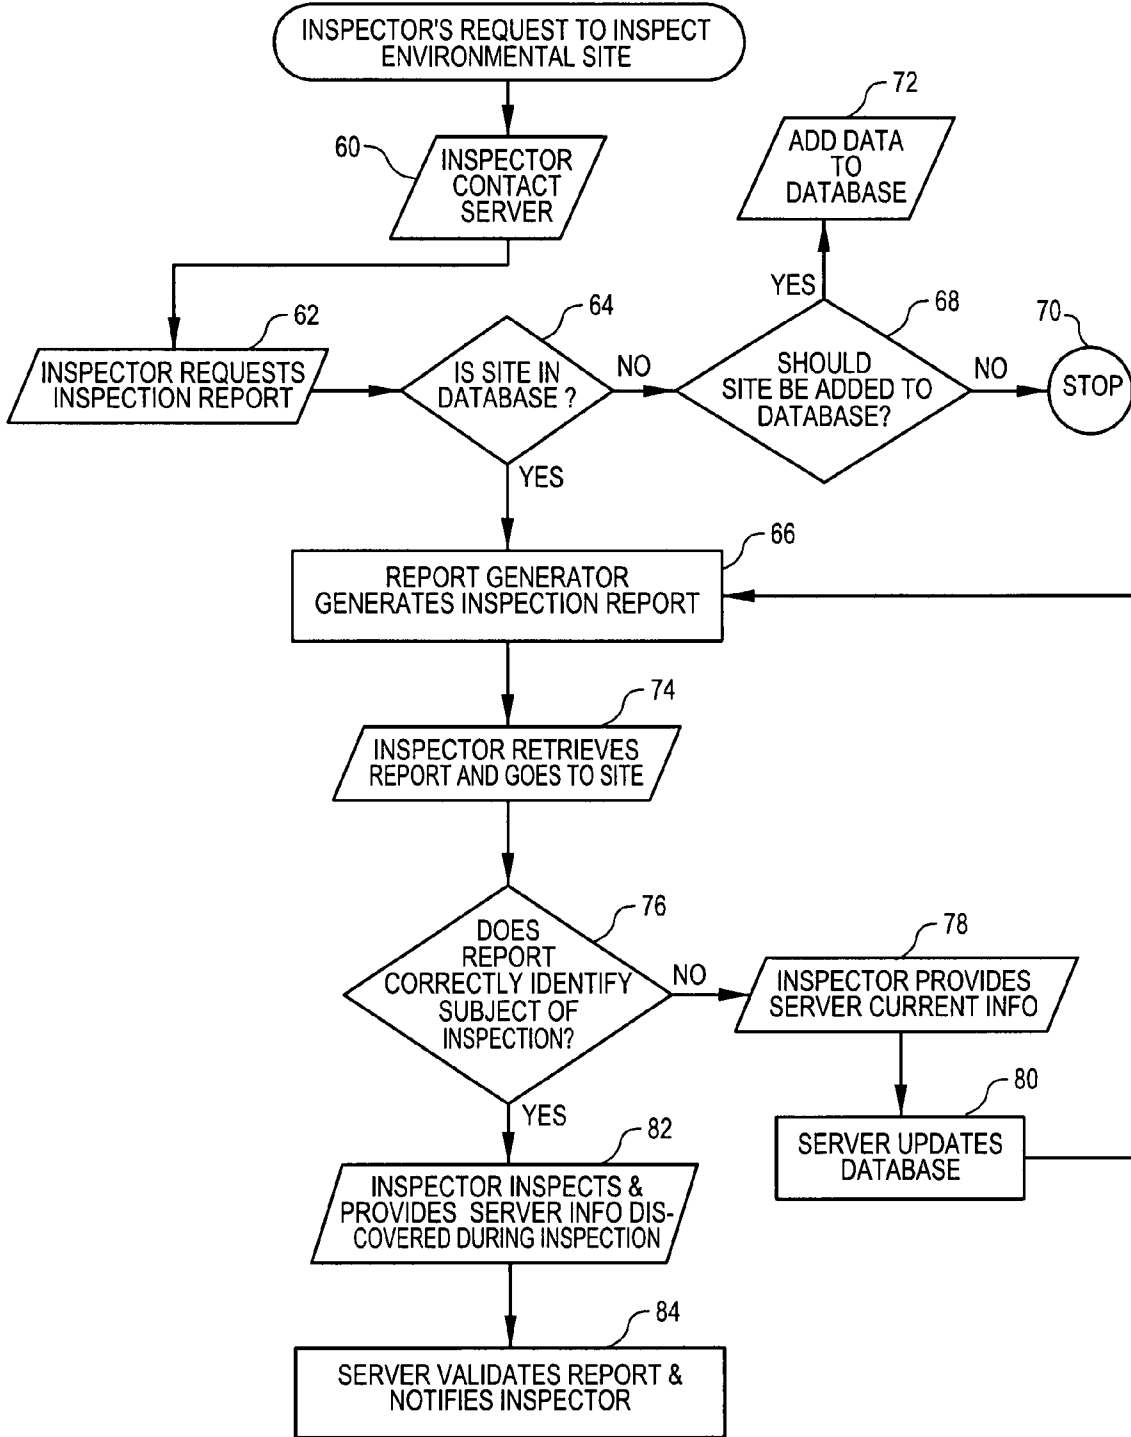 INSPECTOR'S REQUEST TO INSPECT
ENVIRONMENTAL SITE
72
ADD DATA
TO
DATABASE
60
INSPECTOR
CONTACT
SERVER
YES
62
INSPECTOR REQUESTS
INSPECTION REPORT
64
IS SITE IN
DATABASE ?
NO
68
SHOULD
SITE BE ADDED TO
DATABASE?
NO
70
STOP
YES
66
REPORT GENERATOR
GENERATES INSPECTION REPORT
74
INSPECTOR RETRIEVES
REPORT AND GOES TO SITE
76
DOES
REPORT
CORRECTLY IDENTIFY
SUBJECT OF
INSPECTION?
NO
78
INSPECTOR PROVIDES
SERVER CURRENT INFO
YES
80
SERVER UPDATES
DATABASE
82
INSPECTOR INSPECTS &
PROVIDES SERVER INFO DIS-
COVERED DURING INSPECTION
84
SERVER VALIDATES REPORT &
NOTIFIES INSPECTOR